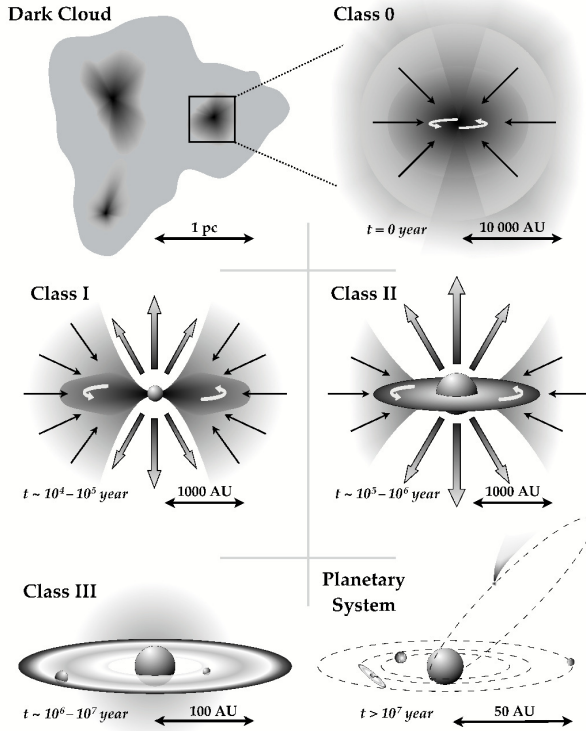 Dark Cloud
1 pc
Class 0
t = 0 year
10 000 AU
Class I
t ~ 10⁴ – 10⁵ year
1000 AU
Class II
t ~ 10⁵ – 10⁶ year
1000 AU
Class III
t ~ 10⁶ – 10⁷ year
100 AU
Planetary
System
t > 10⁷ year
50 AU